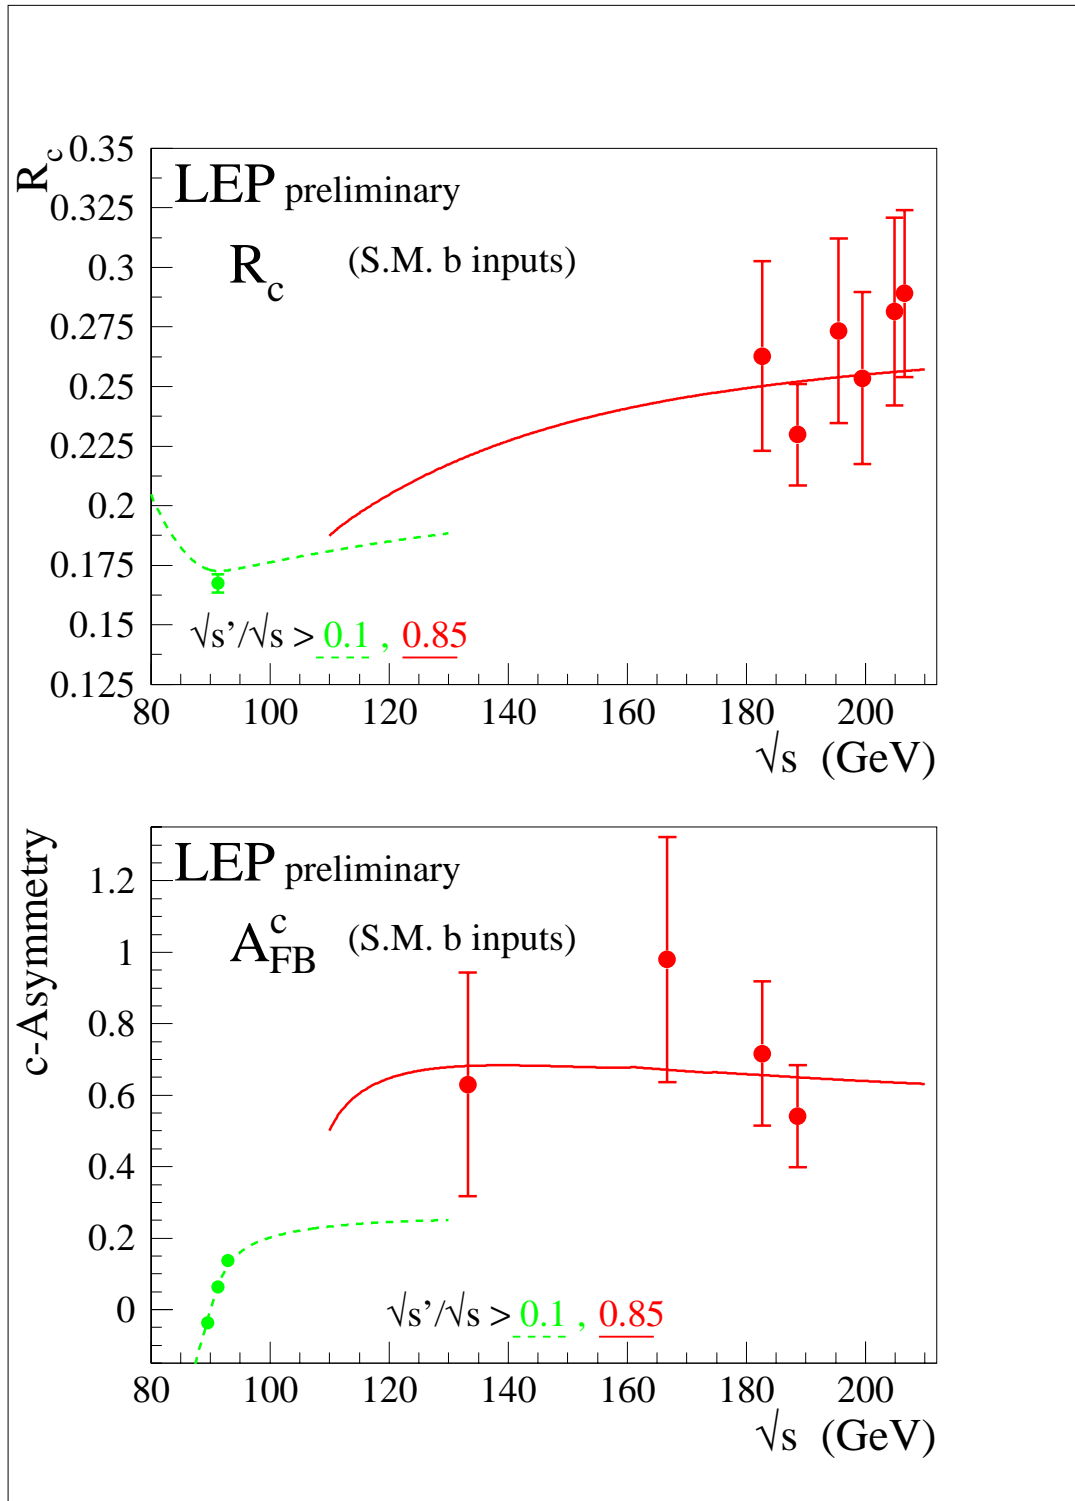 R_c
0.35
LEP preliminary
0.325
R_c (S.M. b inputs)
0.3
0.275
0.25
0.225
0.2
0.175
√s’/√s > 0.1 , 0.85
0.15
0.125
80 100 120 140 160 180 200
√s (GeV)
c-Asymmetry
LEP preliminary
1.2
A_FB^c (S.M. b inputs)
1
0.8
0.6
0.4
0.2
0
√s’/√s > 0.1 , 0.85
80 100 120 140 160 180 200
√s (GeV)